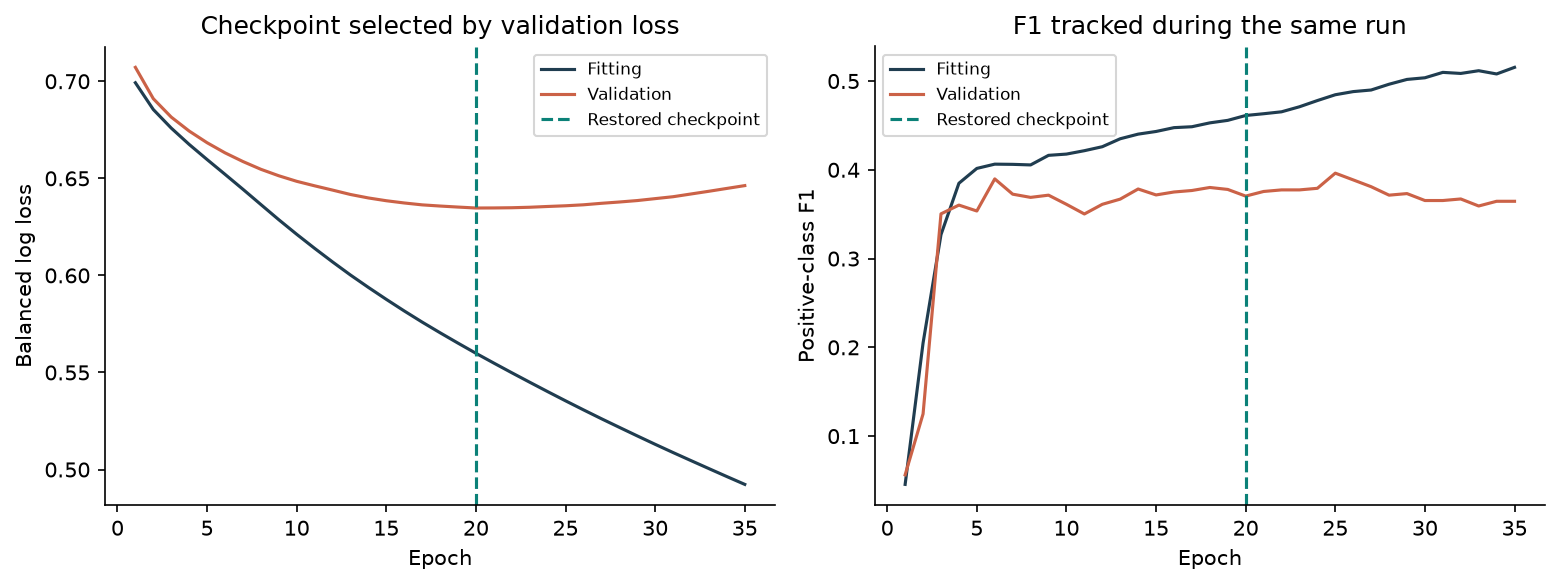 Checkpoint selected by validation loss
Balanced log loss
0.70
0.65
0.60
0.55
0.50
Fitting
Validation
Restored checkpoint
0
5
10
15
20
25
30
35
Epoch
F1 tracked during the same run
Positive-class F1
0.5
0.4
0.3
0.2
0.1
Fitting
Validation
Restored checkpoint
0
5
10
15
20
25
30
35
Epoch